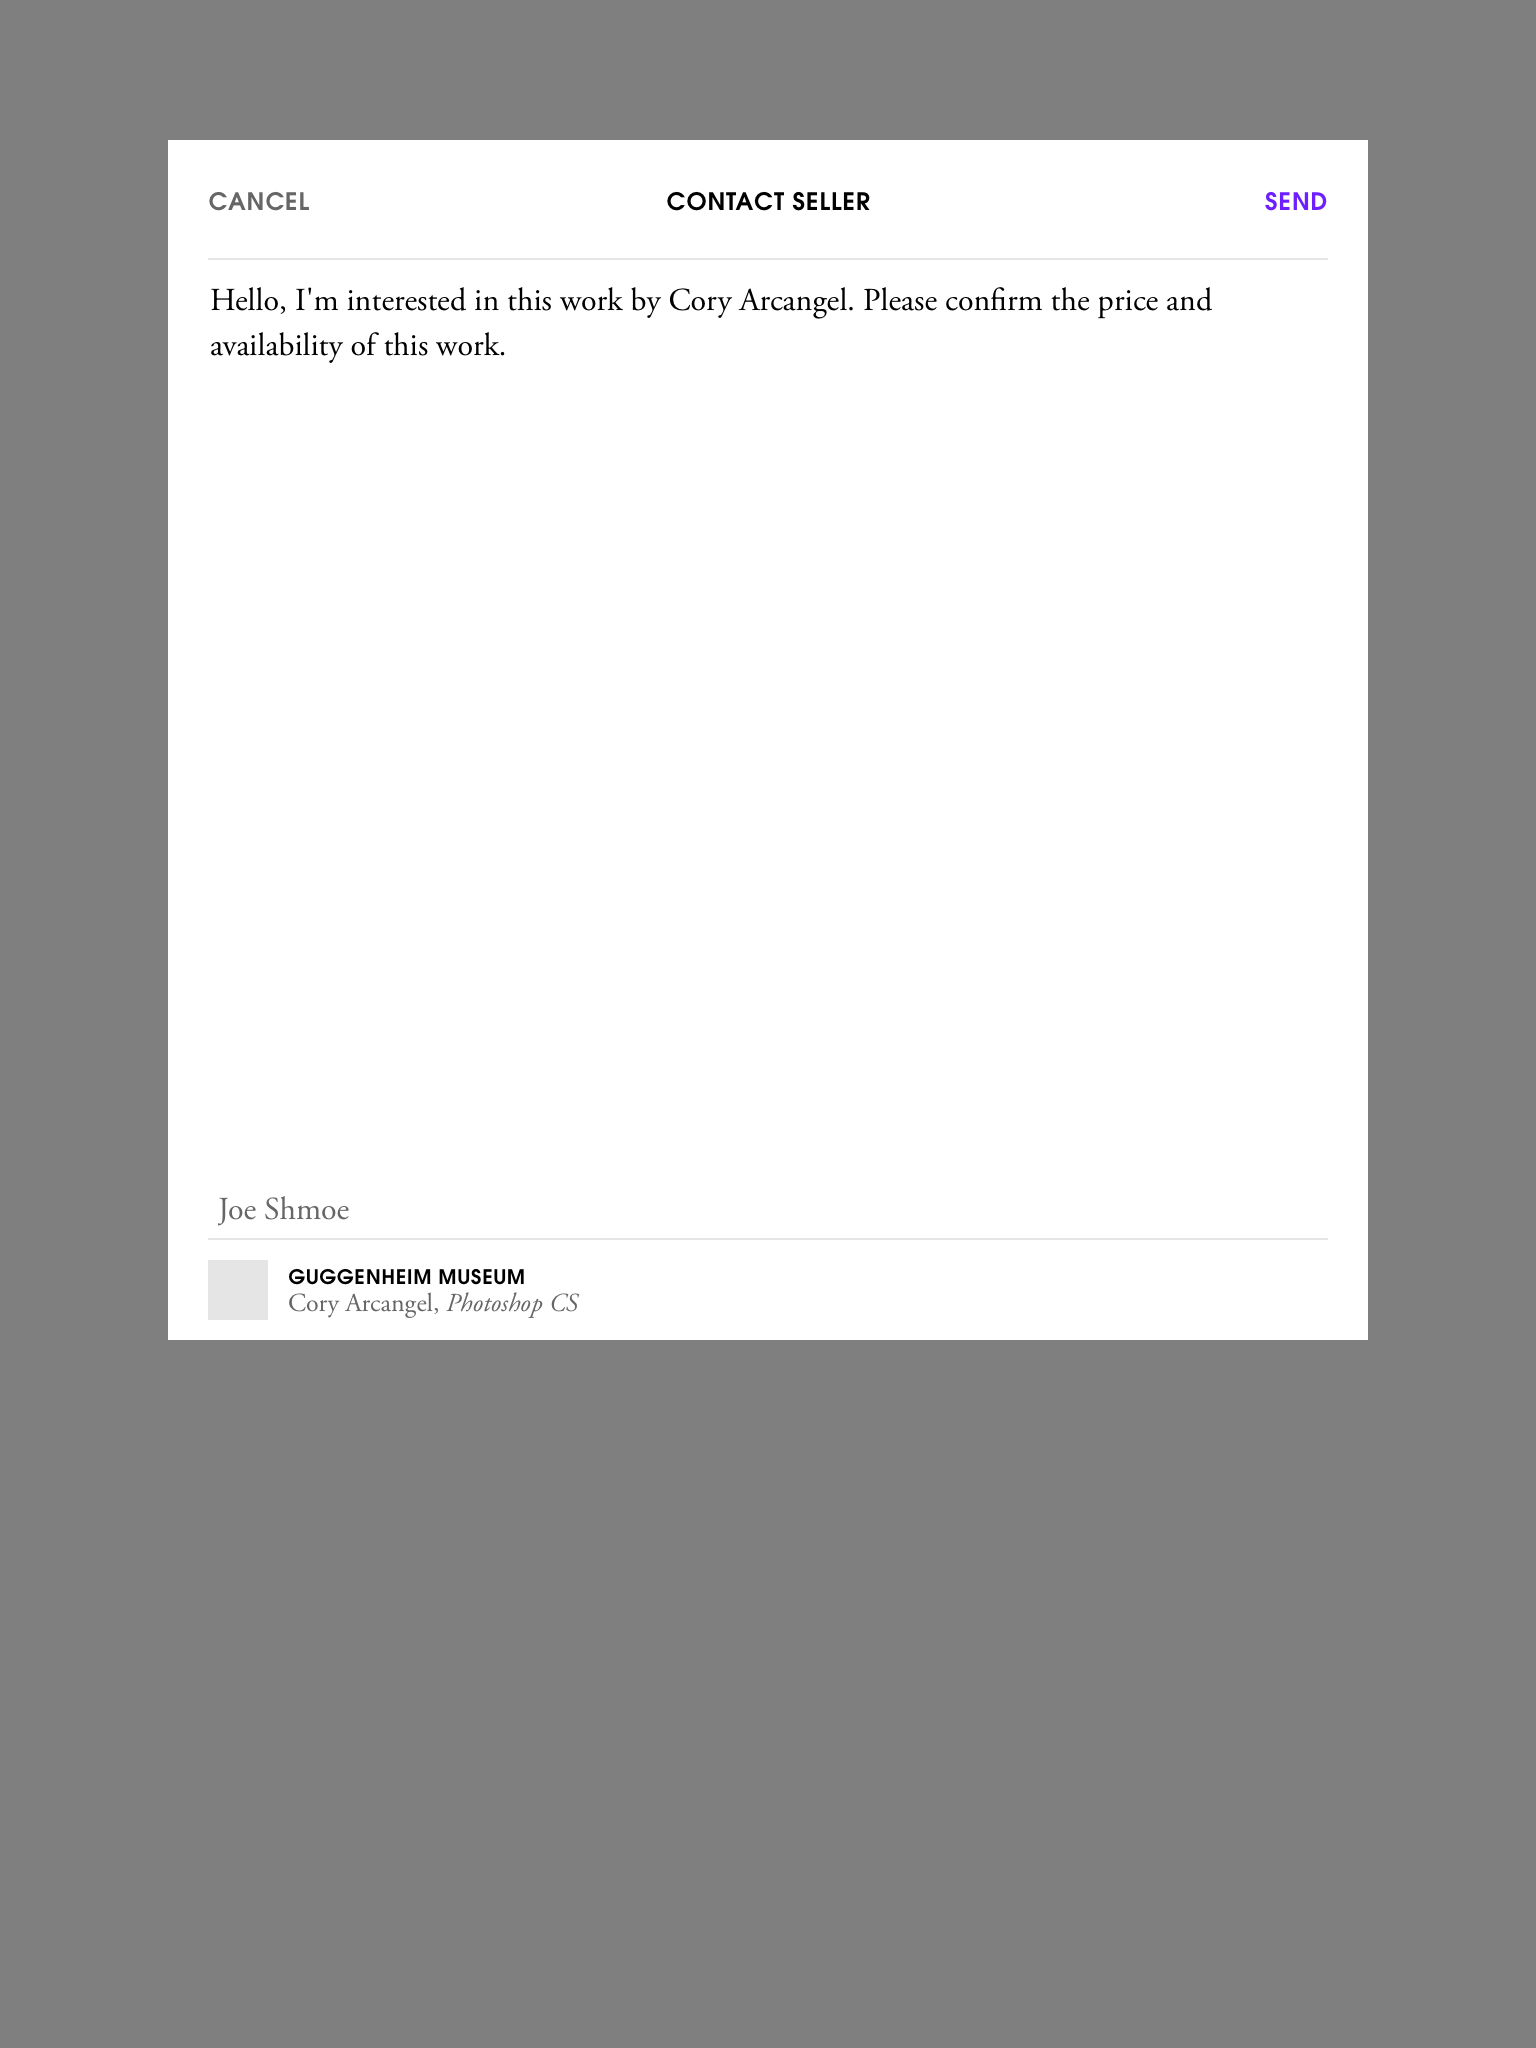 CANCEL CONTACT SELLER SEND
Hello, I'm interested in this work by Cory Arcangel. Please confirm the price and
availability of this work.
Joe Shmoe
GUGGENHEIM MUSEUM
Cory Arcangel, Photoshop CS